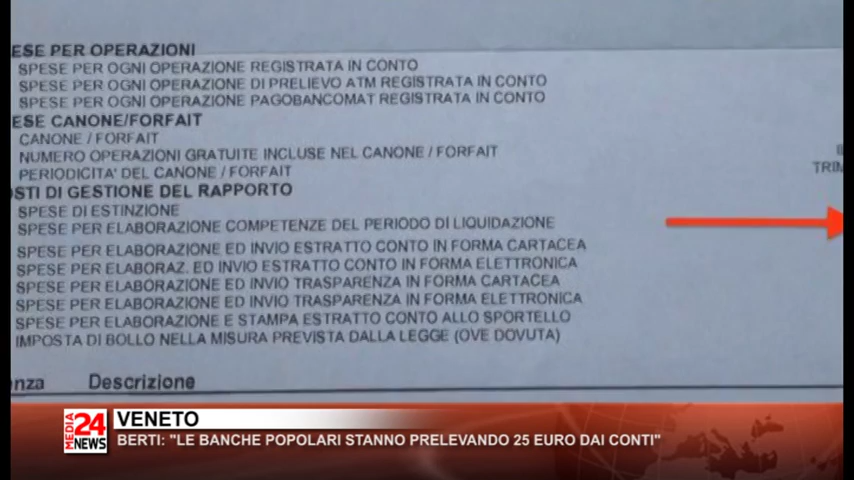 ESE PER OPERAZIONI
SPESE PER OGNI OPERAZIONE REGISTRATA IN CONTO
SPESE PER OGNI OPERAZIONE DI PRELIEVO ATM REGISTRATA IN CONTO
SPESE PER OGNI OPERAZIONE PAGOBANCOMAT REGISTRATA IN CONTO
ESE CANONE/FORFAIT
CANONE / FORFAIT
NUMERO OPERAZIONI GRATUITE INCLUSE NEL CANONE / FORFAIT
PERIODICITA' DEL CANONE / FORFAIT TRIM
OSTI DI GESTIONE DEL RAPPORTO
SPESE DI ESTINZIONE
SPESE PER ELABORAZIONE COMPETENZE DEL PERIODO DI LIQUIDAZIONE
SPESE PER ELABORAZIONE ED INVIO ESTRATTO CONTO IN FORMA CARTACEA
SPESE PER ELABORAZ. ED INVIO ESTRATTO CONTO IN FORMA ELETTRONICA
SPESE PER ELABORAZIONE ED INVIO TRASPARENZA IN FORMA CARTACEA
SPESE PER ELABORAZIONE ED INVIO TRASPARENZA IN FORMA ELETTRONICA
SPESE PER ELABORAZIONE E STAMPA ESTRATTO CONTO ALLO SPORTELLO
IMPOSTA DI BOLLO NELLA MISURA PREVISTA DALLA LEGGE (OVE DOVUTA)
enza Descrizione
MEDIA 24 NEWS
VENETO
BERTI: "LE BANCHE POPOLARI STANNO PRELEVANDO 25 EURO DAI CONTI"